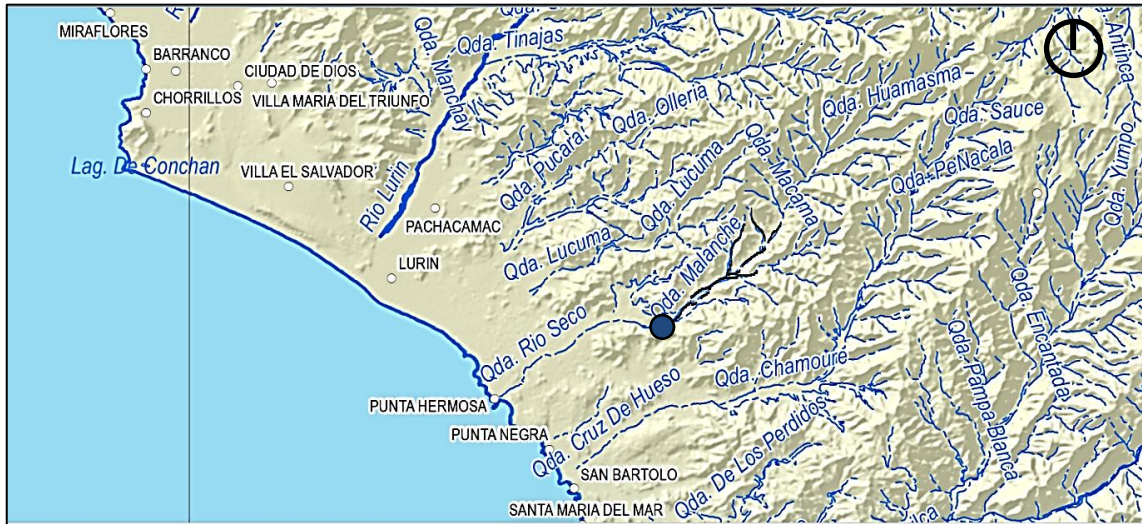 MIRAFLORES
BARRANCO
CIUDAD DE DIOS
CHORRILLOS
VILLA MARIA DEL TRIUNFO
Lag. De Conchan
VILLA EL SALVADOR
Río Lurin
PACHACAMAC
LURIN
Qda. Manchay
Qda. Tinajas
Qda. Pucara
Qda. Olleria
Qda. Huamasma
Qda. Sauce
Antinca
Qda. Lucuma
Qda. Macama
Qda. PeNacala
Qda. Yumpo
Qda. Lucuma
Qda. Malanche
Qda. Rio Seco
Qda. Encantada
PUNTA HERMOSA
Qda. Chamoure
Qda. Pampa Blanca
PUNTA NEGRA
Qda. Cruz De Hueso
Qda. De Los Perdidos
SAN BARTOLO
SANTA MARIA DEL MAR